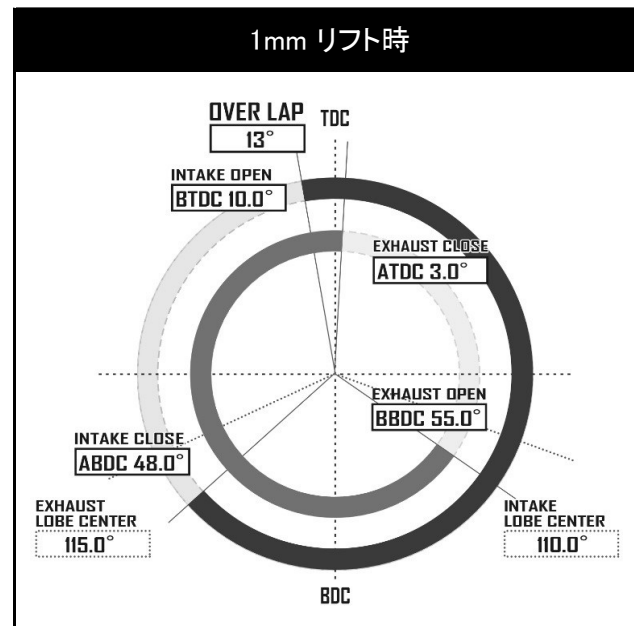 1mm リフト時
OVER LAP
13°
TDC
INTAKE OPEN
BTDC 10.0°
EXHAUST CLOSE
ATDC 3.0°
EXHAUST OPEN
BBDC 55.0°
INTAKE CLOSE
ABDC 48.0°
EXHAUST
LOBE CENTER
115.0°
INTAKE
LOBE CENTER
110.0°
BDC